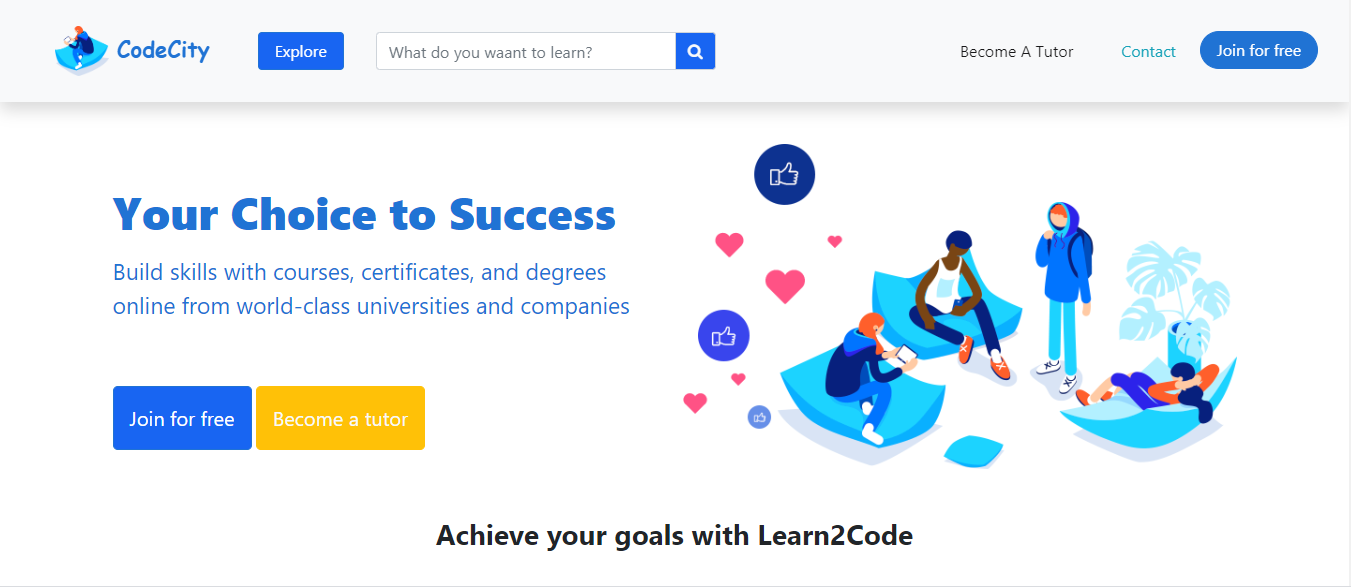 CodeCity
Explore
What do you waant to learn?
Become A Tutor
Contact
Join for free
Your Choice to Success
Build skills with courses, certificates, and degrees
online from world-class universities and companies
Join for free
Become a tutor
Achieve your goals with Learn2Code